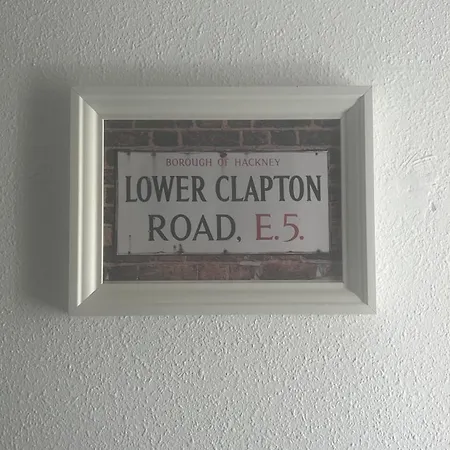 BOROUGH OF HACKNEY
LOWER CLAPTON
ROAD, E.5.